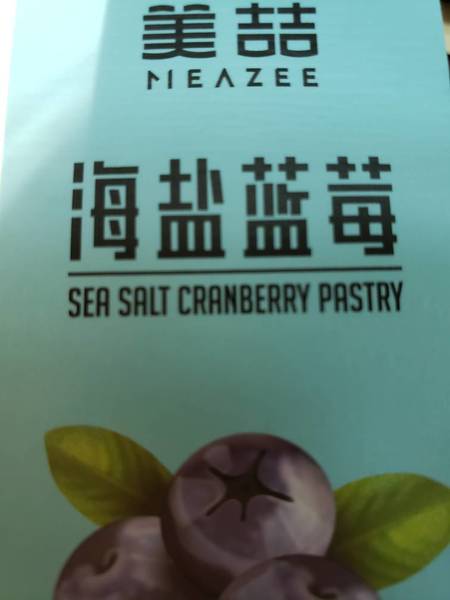 美喆
MEAZEE
海盐蓝莓
SEA SALT CRANBERRY PASTRY